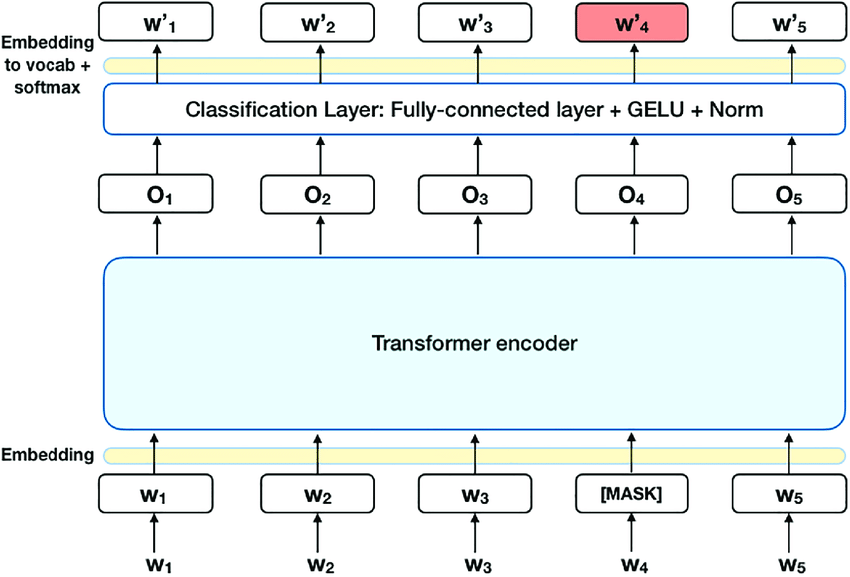 w’₁ w’₂ w’₃ w’₄ w’₅
Embedding
to vocab +
softmax
Classification Layer: Fully-connected layer + GELU + Norm
O₁ O₂ O₃ O₄ O₅
Transformer encoder
Embedding
w₁ w₂ w₃ [MASK] w₅
w₁ w₂ w₃ w₄ w₅